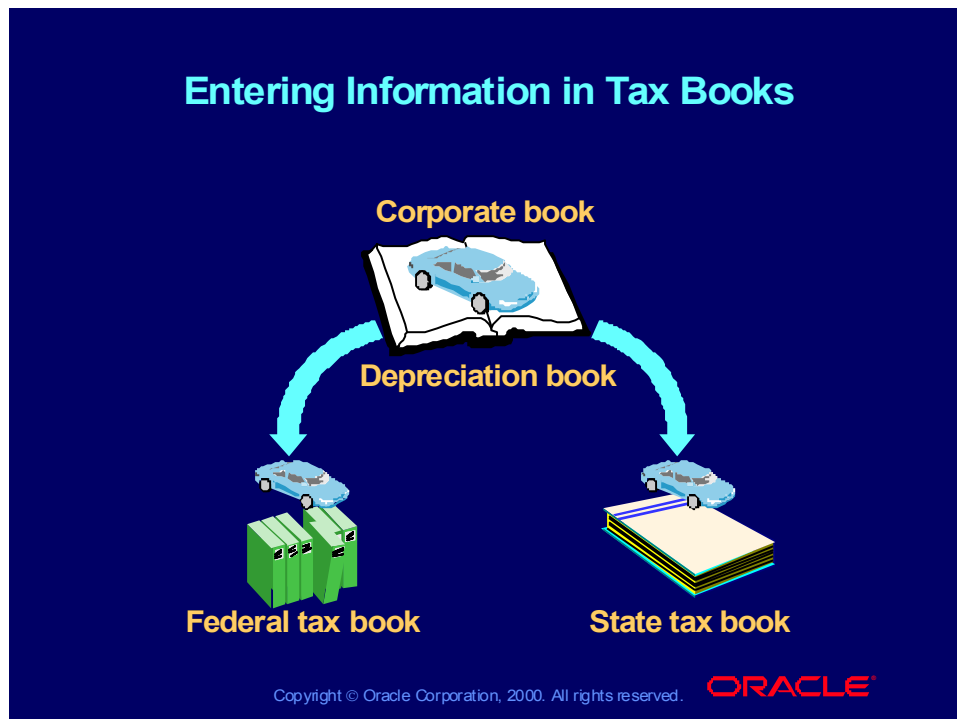 Entering Information in Tax Books
Corporate book
Depreciation book
Federal tax book
State tax book
Copyright © Oracle Corporation, 2000. All rights reserved.
ORACLE®